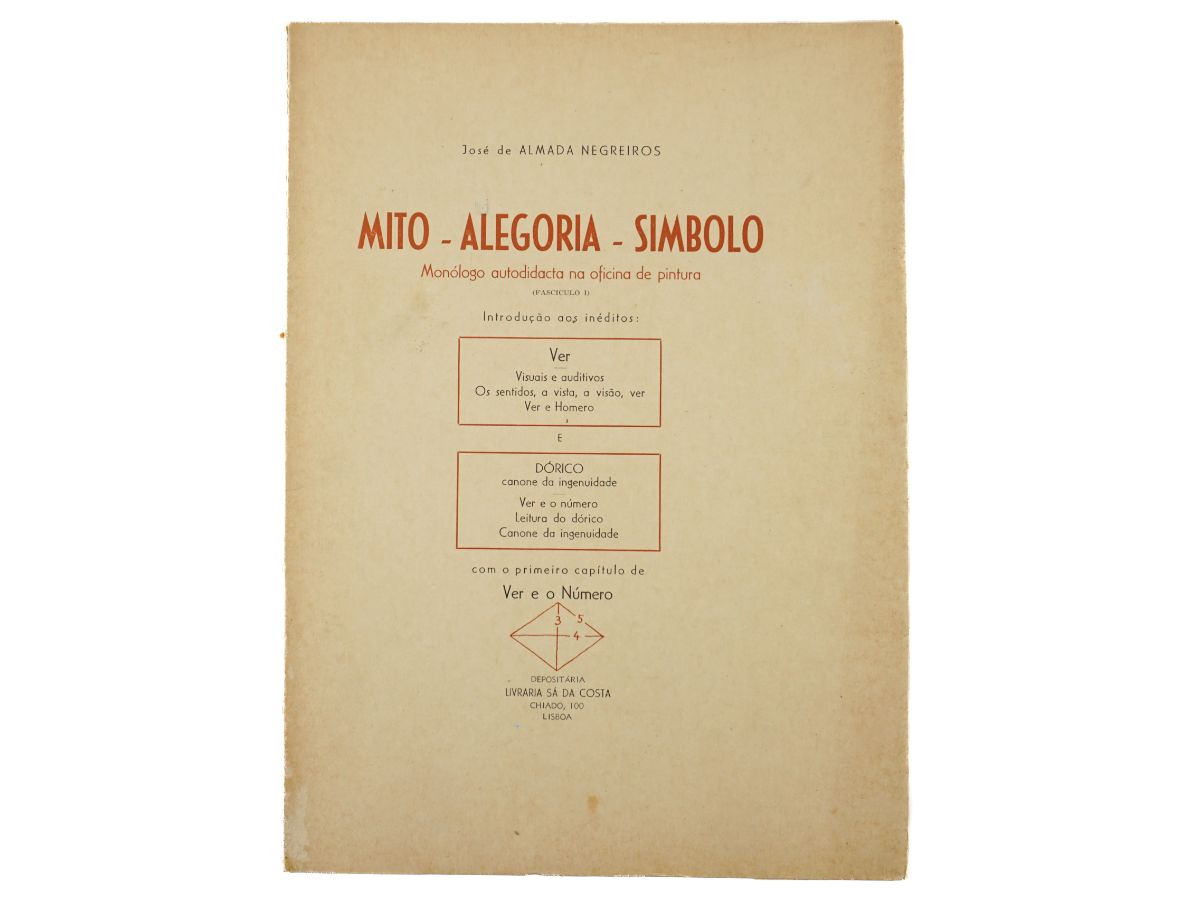 José de ALMADA NEGREIROS
MITO - ALEGORIA - SIMBOLO
Monólogo autodidacta na oficina de pintura
(FASCICULO I)
Introdução aos inéditos:
Ver
Visuais e auditivos
Os sentidos, a vista, a visão, ver
Ver e Homero
E
DÓRICO
canone da ingenuidade
Ver e o número
Leitura do dórico
Canone da ingenuidade
com o primeiro capítulo de
Ver e o Número
3 5
4
DEPOSITÁRIA
LIVRARIA SÁ DA COSTA
CHIADO, 100
LISBOA